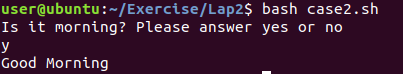 user@ubuntu:~/Exercise/Lap2$ bash case2.sh
Is it morning? Please answer yes or no
y
Good Morning